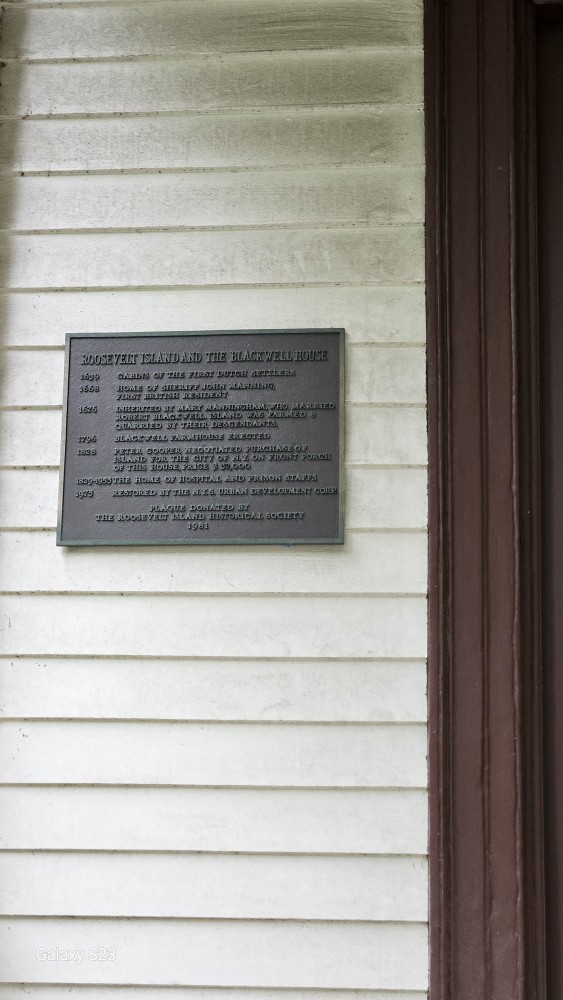 ROOSEVELT ISLAND AND THE BLACKWELL HOUSE
1639 CABINS OF THE FIRST DUTCH SETTLERS
1668 HOME OF SHERIFF JOHN MANNING,
FIRST BRITISH RESIDENT
1676 INHERITED BY MARY MANNINGHAM, WHO MARRIED
ROBERT BLACKWELL. ISLAND WAS FARMED &
QUARRIED BY THEIR DESCENDANTS.
1796 BLACKWELL FARMHOUSE ERECTED
1828 PETER COOPER NEGOTIATED PURCHASE OF
ISLAND FOR THE CITY OF N.Y. ON FRONT PORCH
OF THIS HOUSE, PRICE $ 32,000
1829-1955 THE HOME OF HOSPITAL AND PRISON STAFFS
1973 RESTORED BY THE N.Y.S. URBAN DEVELOPMENT CORP.
PLAQUE DONATED BY
THE ROOSEVELT ISLAND HISTORICAL SOCIETY
1981
Galaxy S23